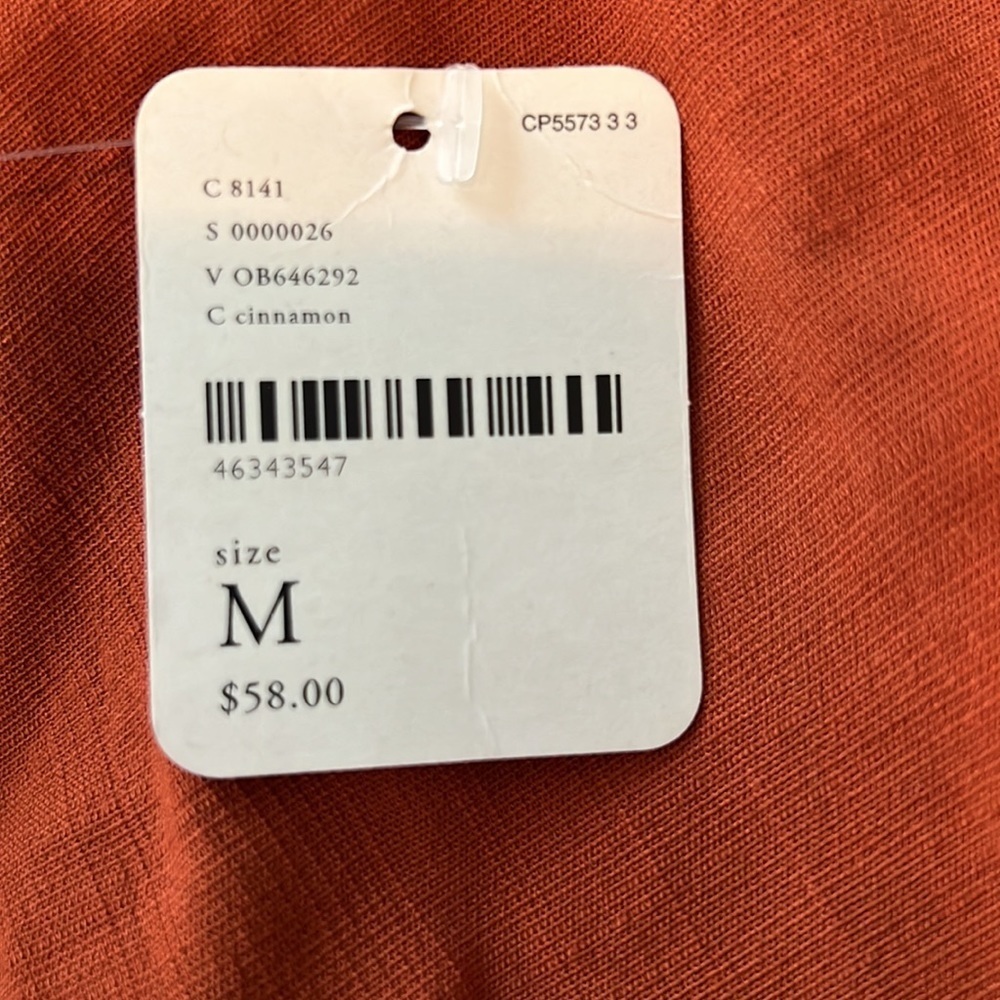 CP5573 3 3
C 8141
S 0000026
V OB646292
C cinnamon
46343547
size
M
$58.00